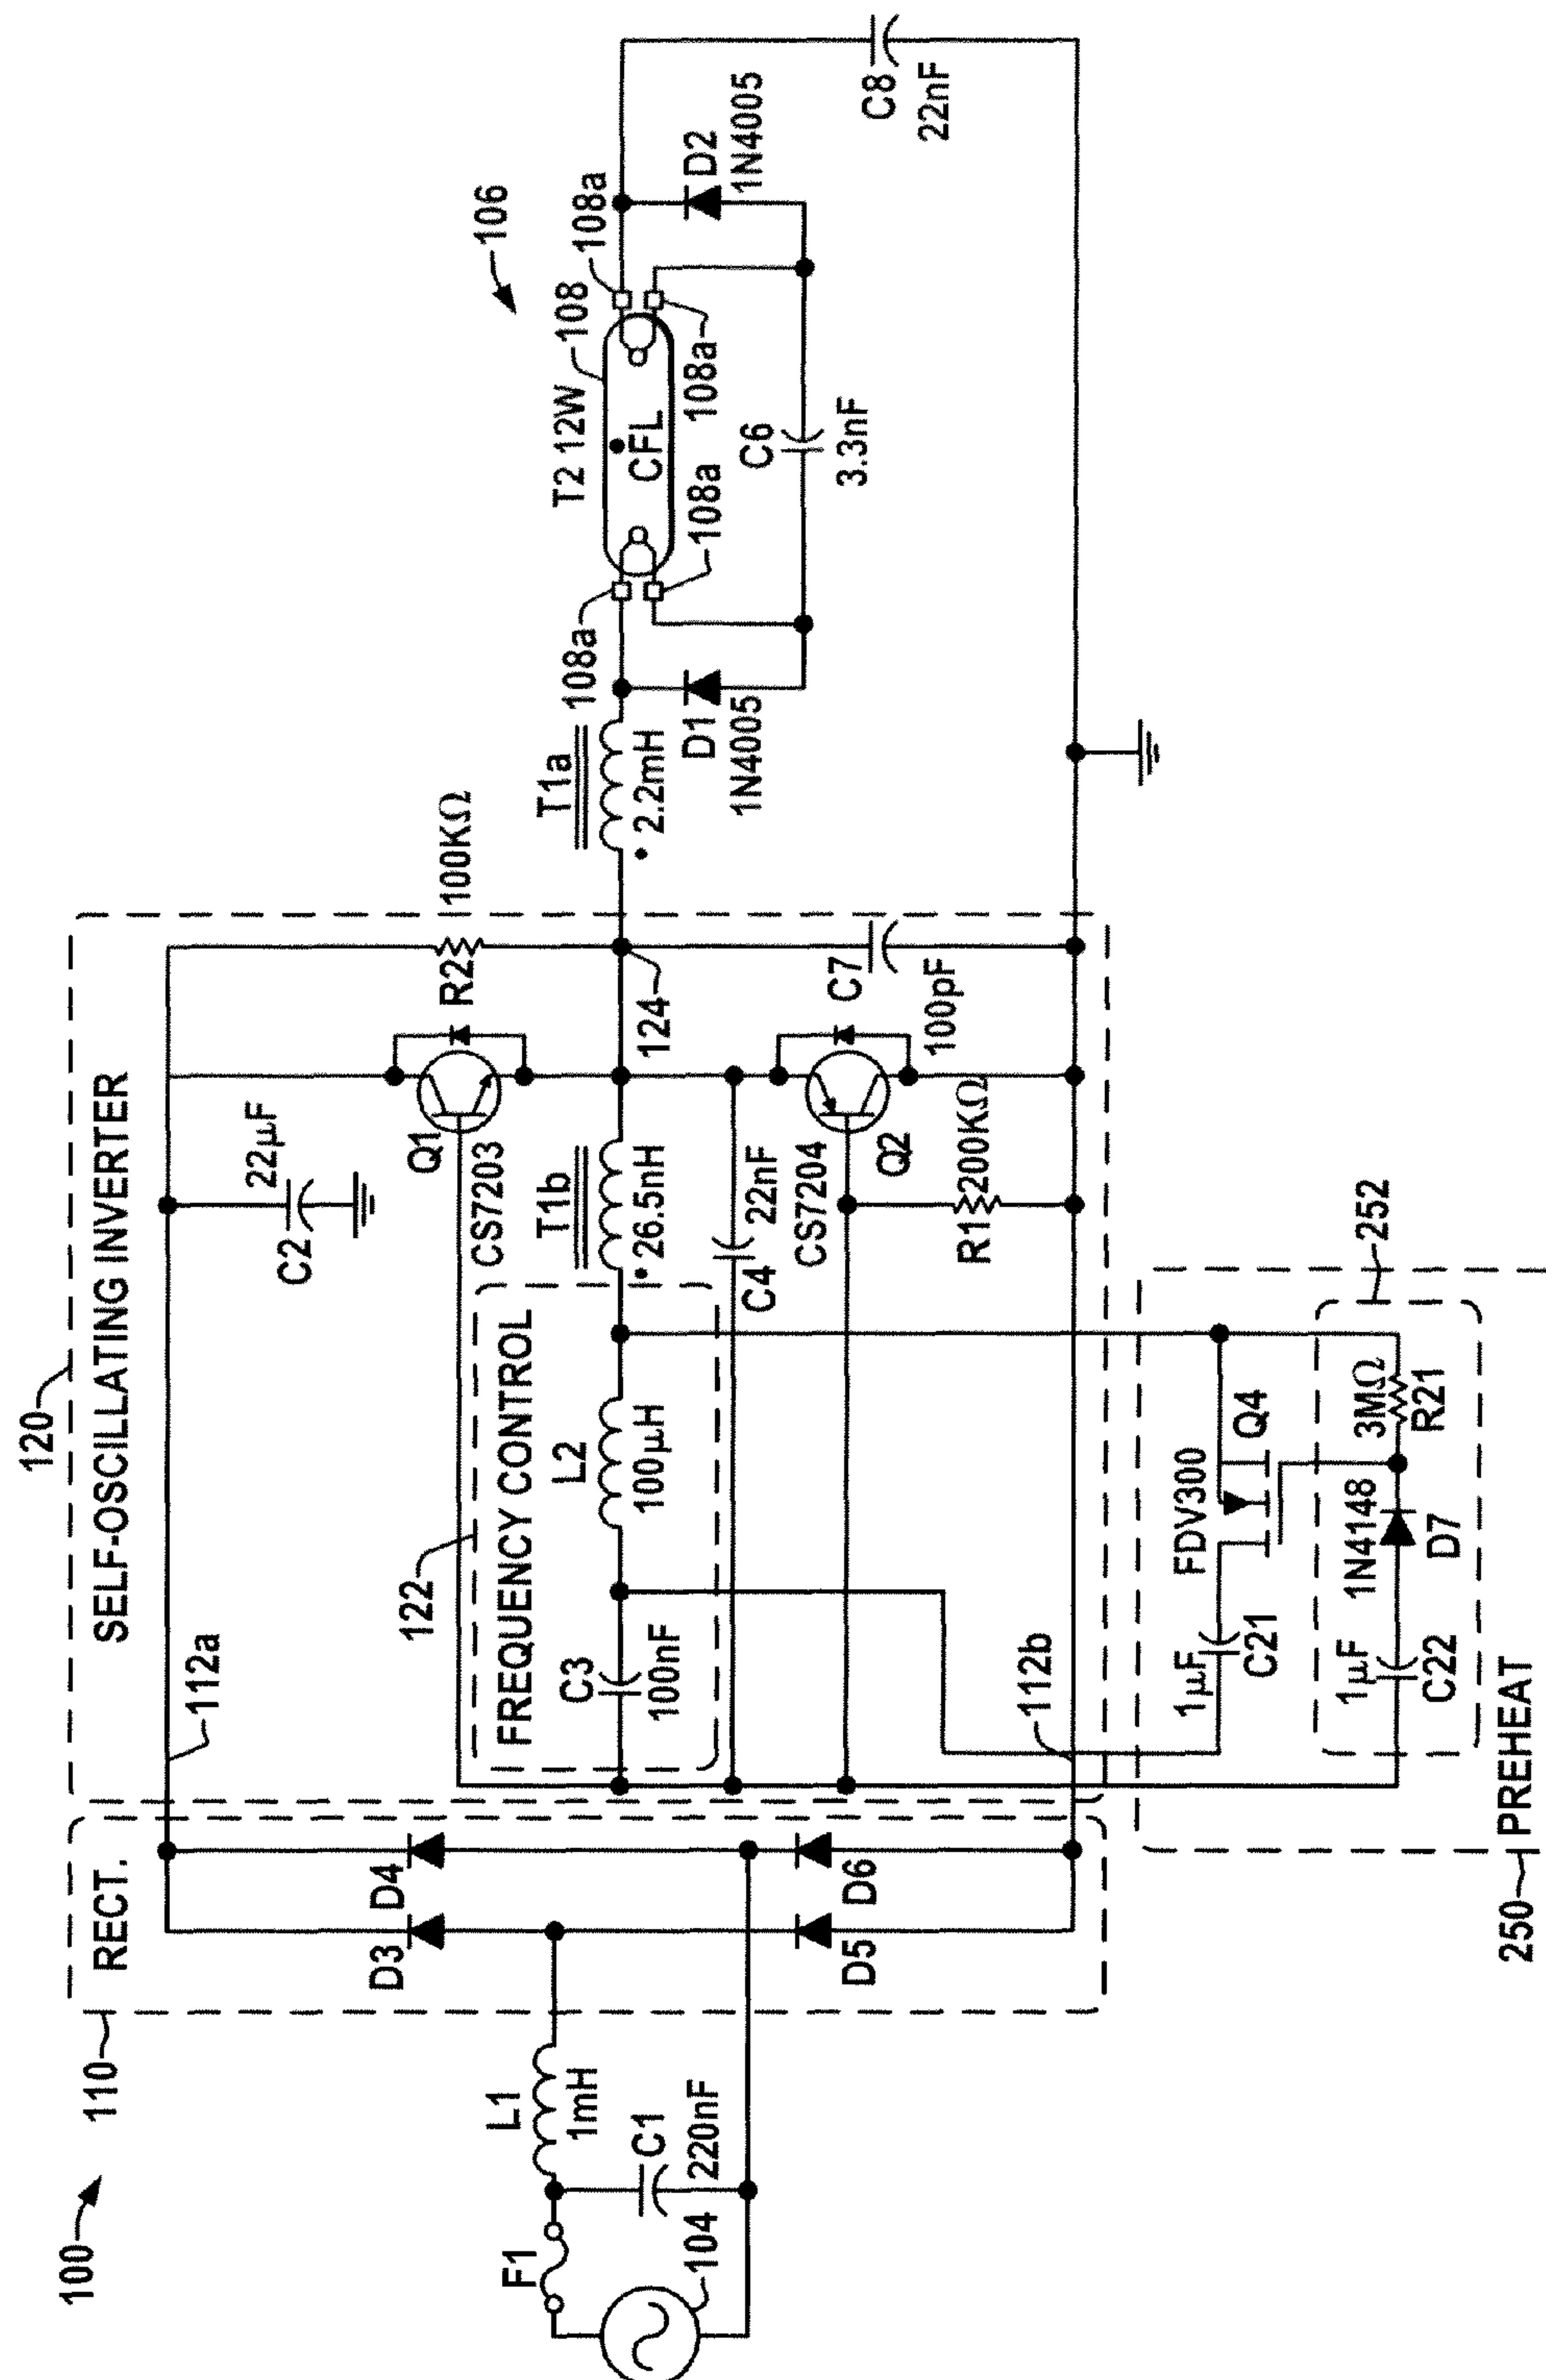 100
110
RECT.
120
SELF-OSCILLATING INVERTER
112a
104
F1
C1
220nF
L1
1mH
D3
D4
D5
D6
122
FREQUENCY CONTROL
C3
100nF
L2
100µH
T1b
26.5nH
C2
22µF
Q1
CS7203
C4
22nF
CS7204
Q2
R1
200KΩ
R2
100KΩ
124
C7
100pF
112b
T1a
2.2mH
D1
1N4005
108a
108a
T2 12W
108
CFL
106
108a
108a
C6
3.3nF
D2
1N4005
C8
22nF
250
PREHEAT
252
1µF
C21
FDV300
Q4
1µF
C22
1N4148
D7
3MΩ
R21